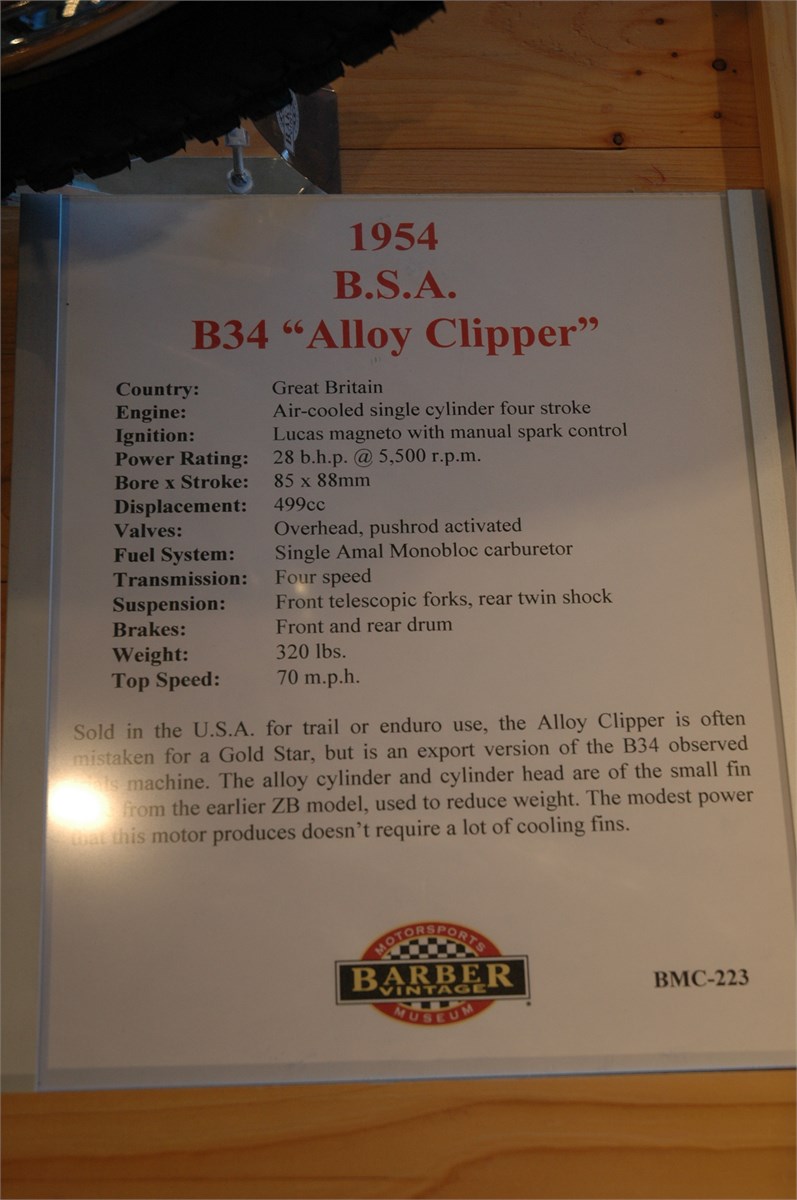 1954
B.S.A.
B34 “Alloy Clipper”
Country: Great Britain
Engine: Air-cooled single cylinder four stroke
Ignition: Lucas magneto with manual spark control
Power Rating: 28 b.h.p. @ 5,500 r.p.m.
Bore x Stroke: 85 x 88mm
Displacement: 499cc
Valves: Overhead, pushrod activated
Fuel System: Single Amal Monobloc carburetor
Transmission: Four speed
Suspension: Front telescopic forks, rear twin shock
Brakes: Front and rear drum
Weight: 320 lbs.
Top Speed: 70 m.p.h.
Sold in the U.S.A. for trail or enduro use, the Alloy Clipper is often
mistaken for a Gold Star, but is an export version of the B34 observed
machine. The alloy cylinder and cylinder head are of the small fin
from the earlier ZB model, used to reduce weight. The modest power
that this motor produces doesn’t require a lot of cooling fins.
MOTORSPORTS
BARBER
VINTAGE
MUSEUM
BMC-223